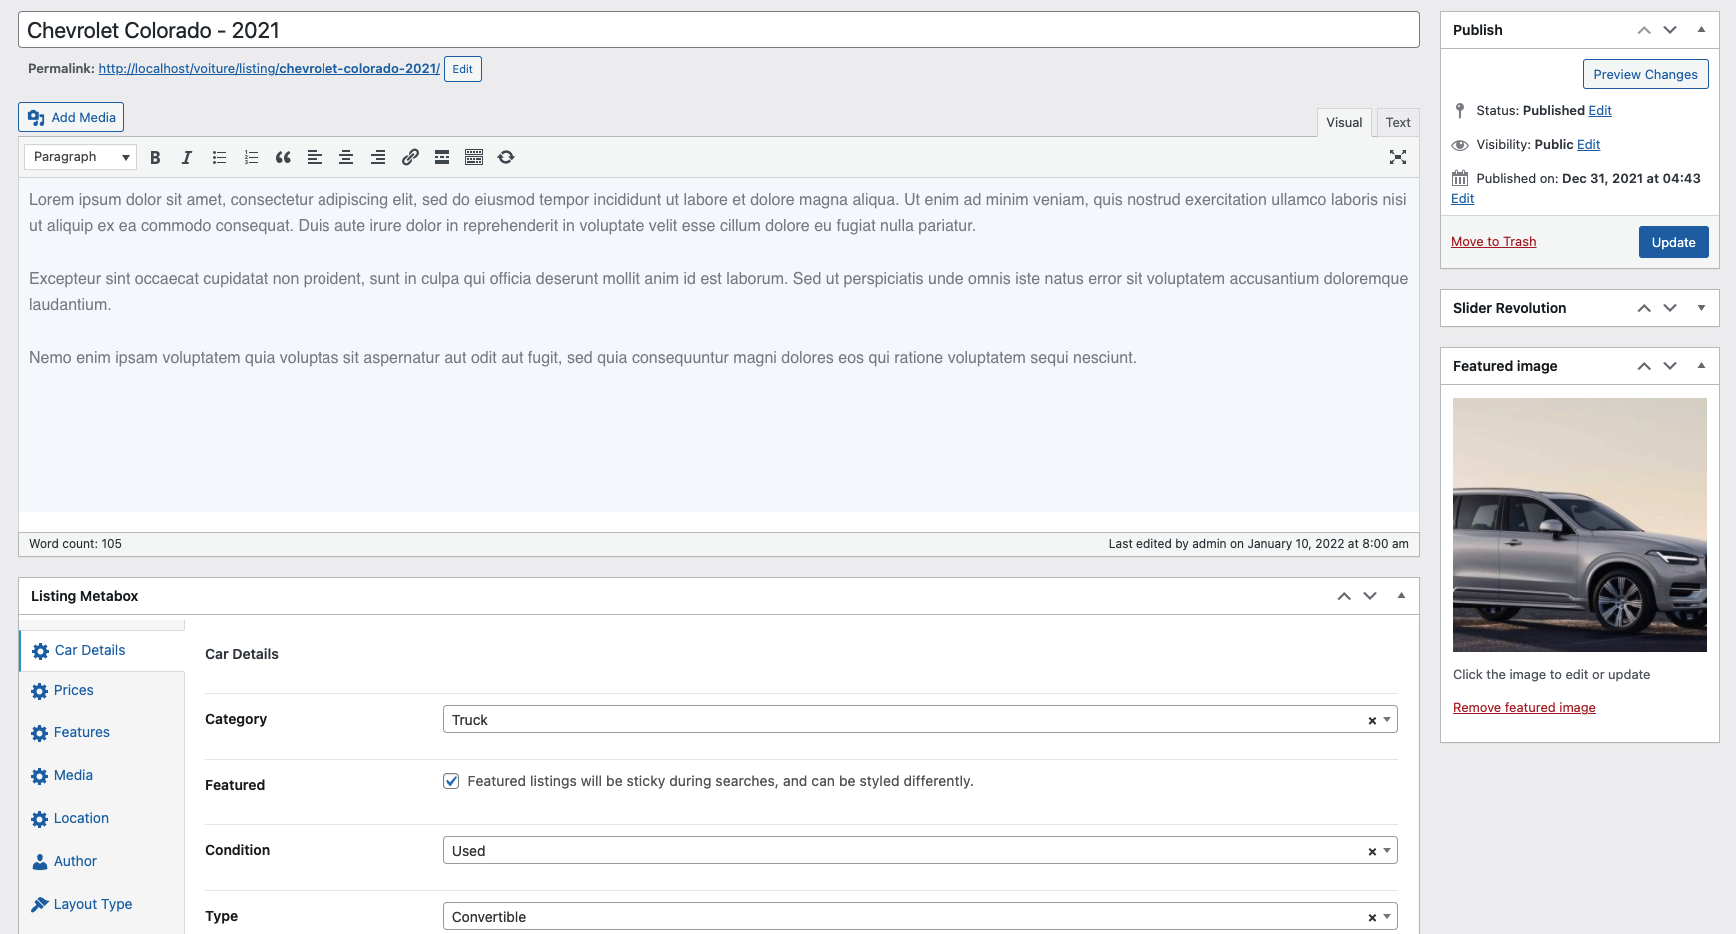 Chevrolet Colorado - 2021
Permalink: http://localhost/voiture/listing/chevrolet-colorado-2021/ Edit
Add Media
Visual Text
Paragraph
Lorem ipsum dolor sit amet, consectetur adipiscing elit, sed do eiusmod tempor incididunt ut labore et dolore magna aliqua. Ut enim ad minim veniam, quis nostrud exercitation ullamco laboris nisi
ut aliquip ex ea commodo consequat. Duis aute irure dolor in reprehenderit in voluptate velit esse cillum dolore eu fugiat nulla pariatur.
Excepteur sint occaecat cupidatat non proident, sunt in culpa qui officia deserunt mollit anim id est laborum. Sed ut perspiciatis unde omnis iste natus error sit voluptatem accusantium doloremque
laudantium.
Nemo enim ipsam voluptatem quia voluptas sit aspernatur aut odit aut fugit, sed quia consequuntur magni dolores eos qui ratione voluptatem sequi nesciunt.
Word count: 105
Last edited by admin on January 10, 2022 at 8:00 am
Listing Metabox
Car Details
Prices
Features
Media
Location
Author
Layout Type
Car Details
Category
Truck
Featured
Featured listings will be sticky during searches, and can be styled differently.
Condition
Used
Type
Convertible
Publish
Preview Changes
Status: Published Edit
Visibility: Public Edit
Published on: Dec 31, 2021 at 04:43
Edit
Move to Trash
Update
Slider Revolution
Featured image
Click the image to edit or update
Remove featured image